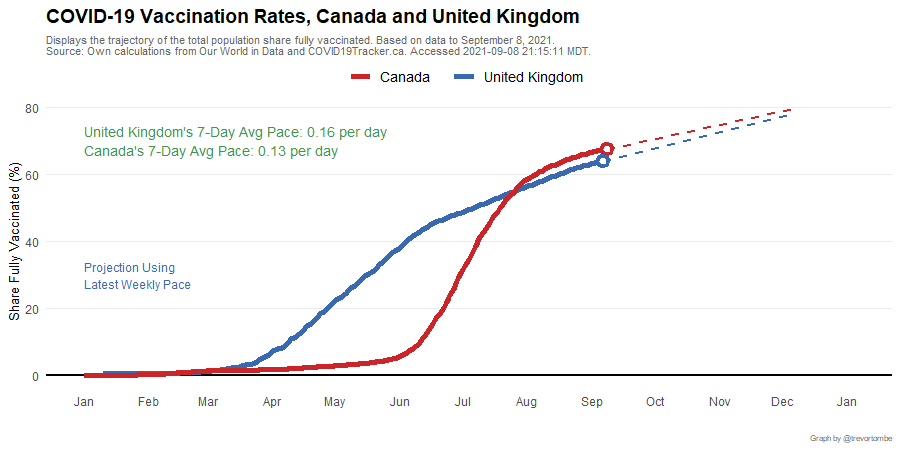 COVID-19 Vaccination Rates, Canada and United Kingdom
Displays the trajectory of the total population share fully vaccinated. Based on data to September 8, 2021.
Source: Own calculations from Our World in Data and COVID19Tracker.ca. Accessed 2021-09-08 21:15:11 MDT.
Canada United Kingdom
80
United Kingdom's 7-Day Avg Pace: 0.16 per day
Canada's 7-Day Avg Pace: 0.13 per day
60
Share Fully Vaccinated (%)
40
Projection Using
Latest Weekly Pace
20
0
Jan Feb Mar Apr May Jun Jul Aug Sep Oct Nov Dec Jan
Graph by @trevortombe